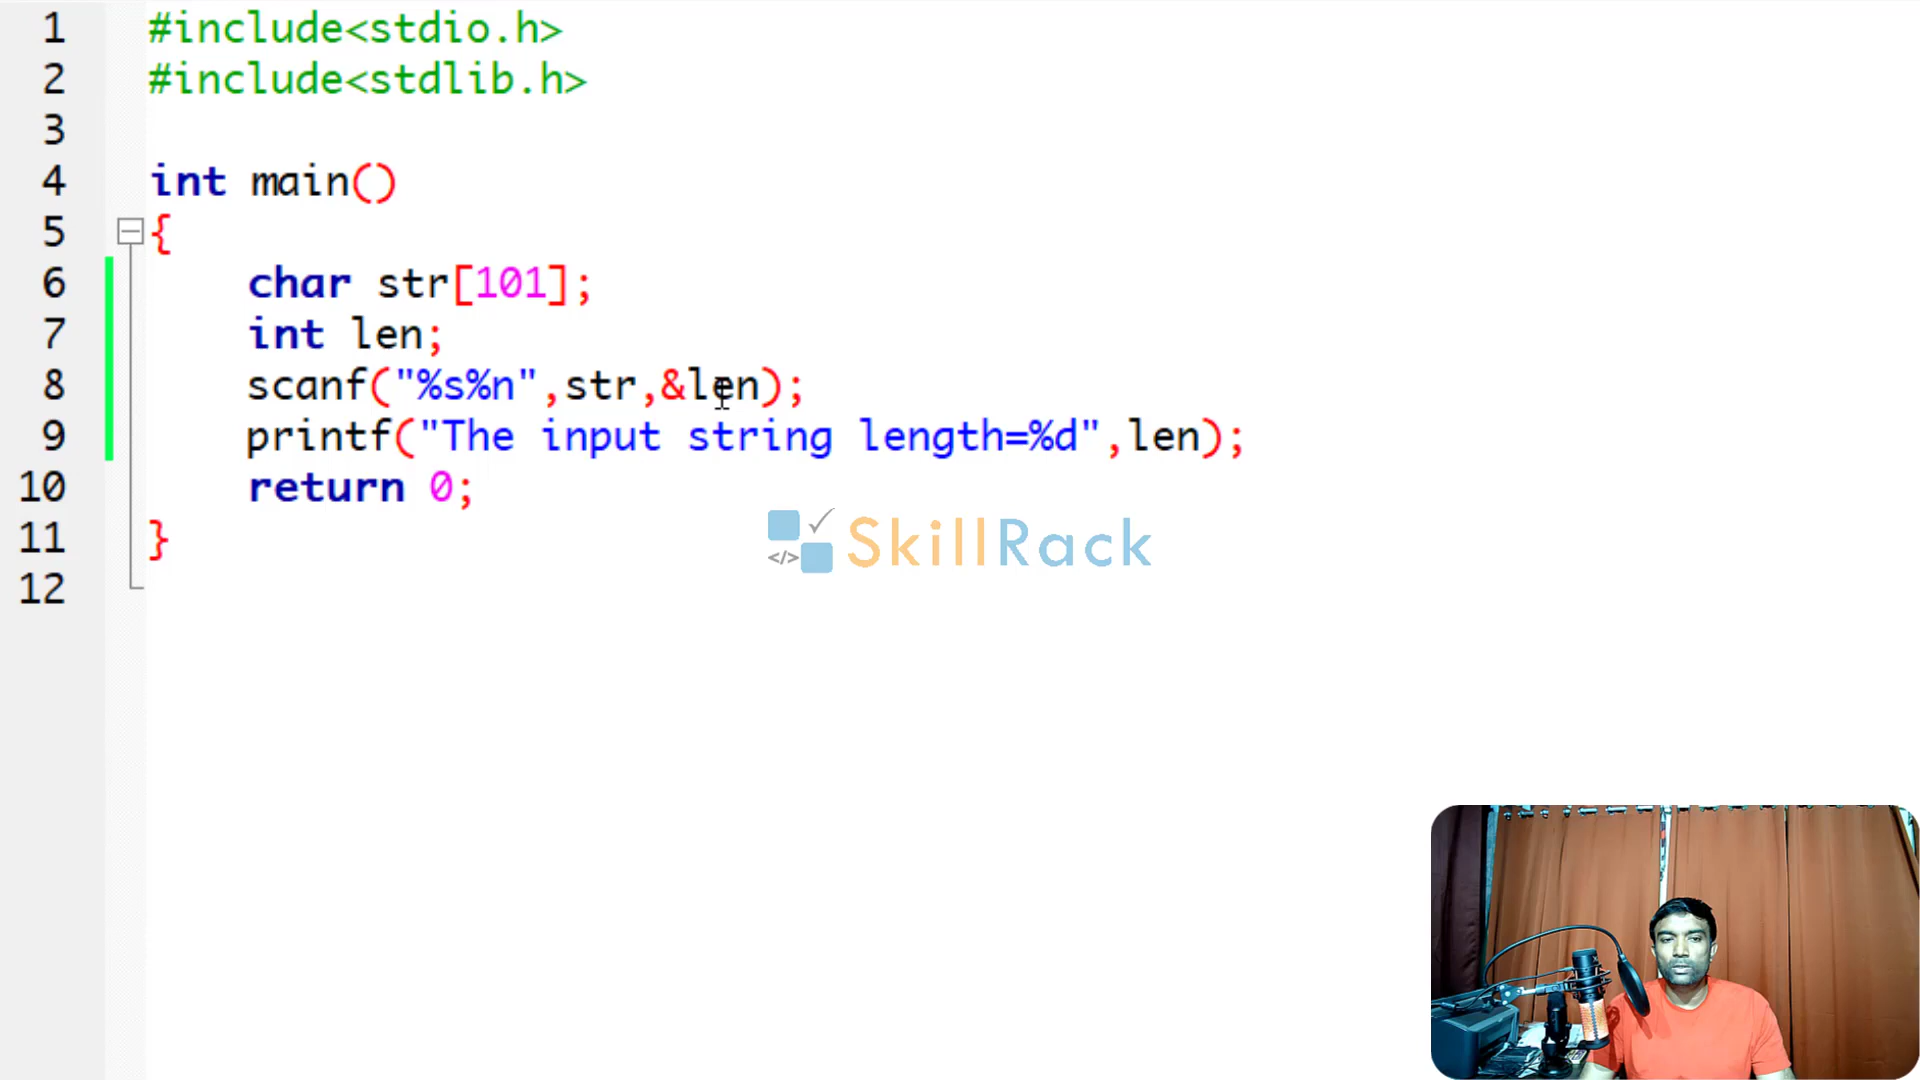 1 #include<stdio.h>
2 #include<stdlib.h>
3
4 int main()
5 {
6 char str[101];
7 int len;
8 scanf("%s%n",str,&len);
9 printf("The input string length=%d",len);
10 return 0;
11 }
12
</> SkillRack